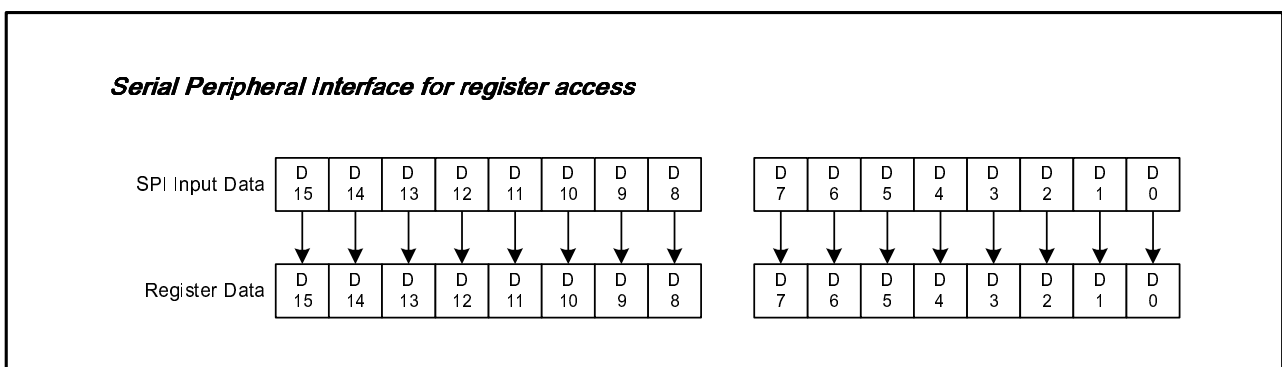 Serial Peripheral Interface for register access
SPI Input Data D 15 D 14 D 13 D 12 D 11 D 10 D 9 D 8 D 7 D 6 D 5 D 4 D 3 D 2 D 1 D 0
Register Data D 15 D 14 D 13 D 12 D 11 D 10 D 9 D 8 D 7 D 6 D 5 D 4 D 3 D 2 D 1 D 0